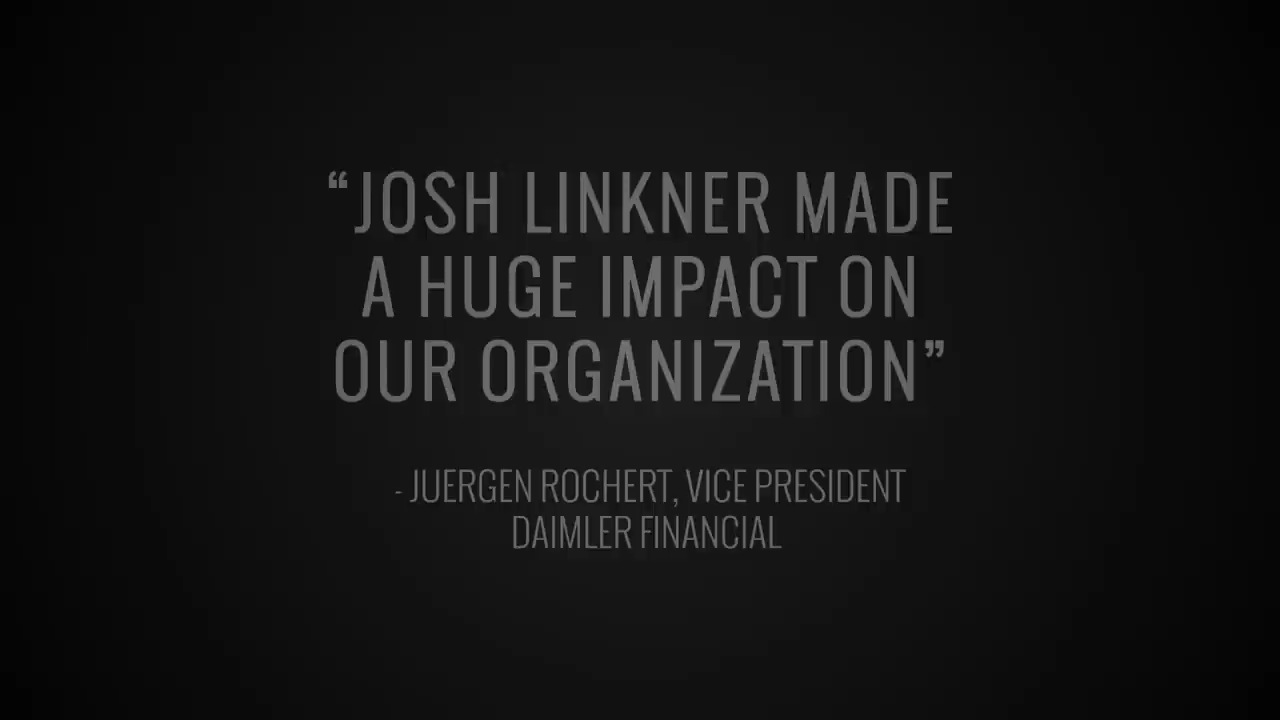 “JOSH LINKNER MADE
A HUGE IMPACT ON
OUR ORGANIZATION”
- JUERGEN ROCHERT, VICE PRESIDENT
DAIMLER FINANCIAL